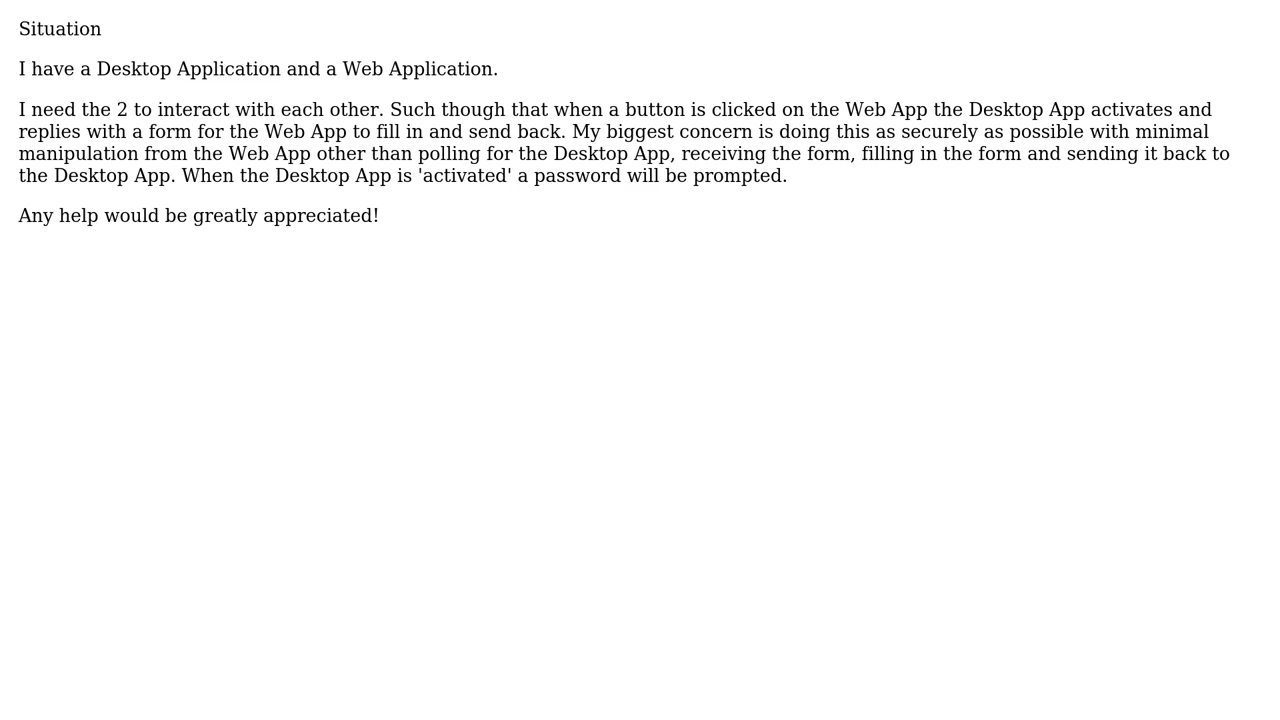 Situation
I have a Desktop Application and a Web Application.
I need the 2 to interact with each other. Such though that when a button is clicked on the Web App the Desktop App activates and
replies with a form for the Web App to fill in and send back. My biggest concern is doing this as securely as possible with minimal
manipulation from the Web App other than polling for the Desktop App, receiving the form, filling in the form and sending it back to
the Desktop App. When the Desktop App is 'activated' a password will be prompted.
Any help would be greatly appreciated!